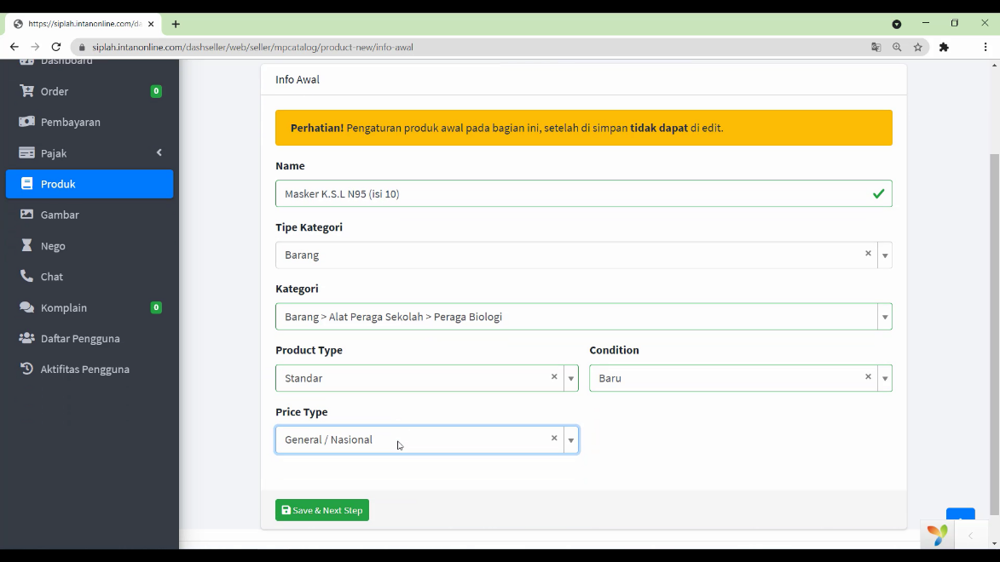 https://siplah.intanonline.com/da
siplah.intanonline.com/dashseller/web/seller/mpcatalog/product-new/info-awal
Dashboard
Order 0
Pembayaran
Pajak
Produk
Gambar
Nego
Chat
Komplain 0
Daftar Pengguna
Aktifitas Pengguna
Info Awal
Perhatian! Pengaturan produk awal pada bagian ini, setelah di simpan tidak dapat di edit.
Name
Masker K.S.L N95 (isi 10)
Tipe Kategori
Barang
Kategori
Barang > Alat Peraga Sekolah > Peraga Biologi
Product Type
Condition
Standar
Baru
Price Type
General / Nasional
Save & Next Step